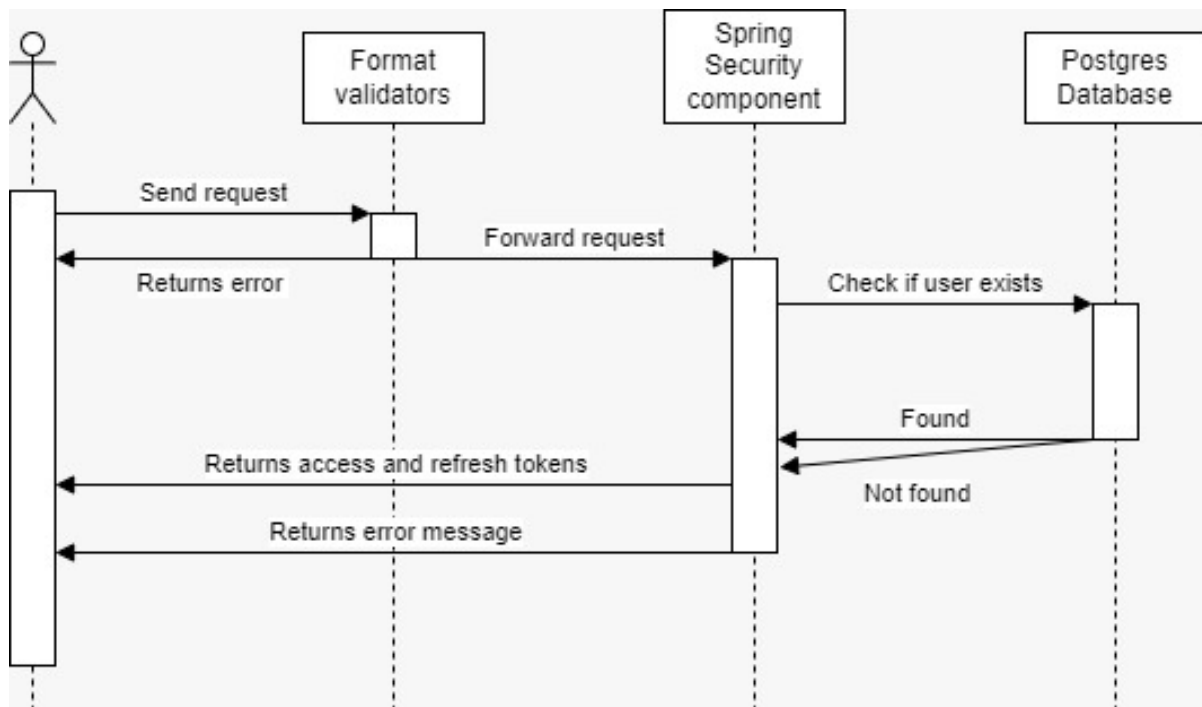 Format
validators
Spring
Security
component
Postgres
Database
Send request
Forward request
Returns error
Check if user exists
Found
Returns access and refresh tokens
Not found
Returns error message